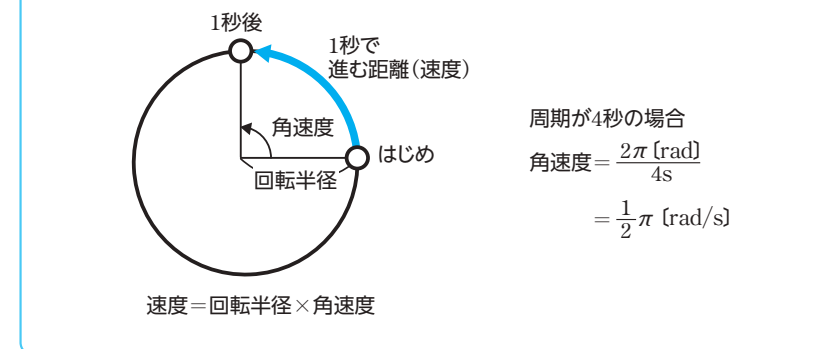 1秒後
1秒で
進む距離(速度)
角速度
はじめ
回転半径
速度=回転半径×角速度
周期が4秒の場合
角速度= 2π〔rad〕/4s
= 1/2 π〔rad/s〕